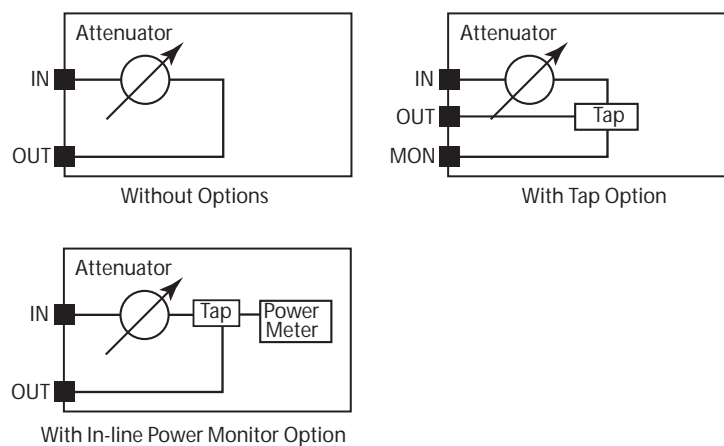 Attenuator
IN
OUT
Without Options
Attenuator
IN
OUT
Tap
MON
With Tap Option
Attenuator
IN
Tap
Power
Meter
OUT
With In-line Power Monitor Option